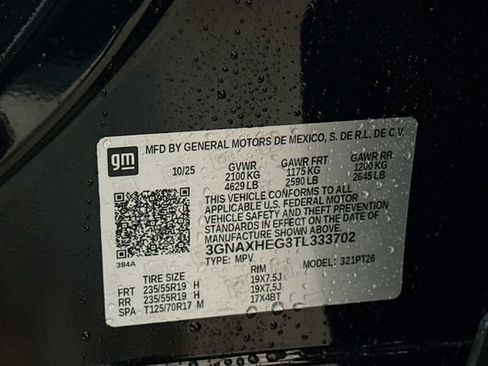 gm MFD BY GENERAL MOTORS DE MEXICO, S. DE R.L. DE C.V.
10/25 GVWR GAWR FRT GAWR RR
2100 KG 1175 KG 1200 KG
4629 LB 2590 LB 2645 LB
THIS VEHICLE CONFORMS TO ALL
APPLICABLE U.S. FEDERAL MOTOR
VEHICLE SAFETY AND THEFT PREVENTION
STANDARDS IN EFFECT ON THE DATE OF
MANUFACTURE SHOWN ABOVE.
3GNAXHEG3TL333702
384A TYPE: MPV MODEL: 321PT26
TIRE SIZE RIM
FRT 235/55R19 H 19X7.5J
RR 235/55R19 H 19X7.5J
SPA T125/70R17 M 17X4BT